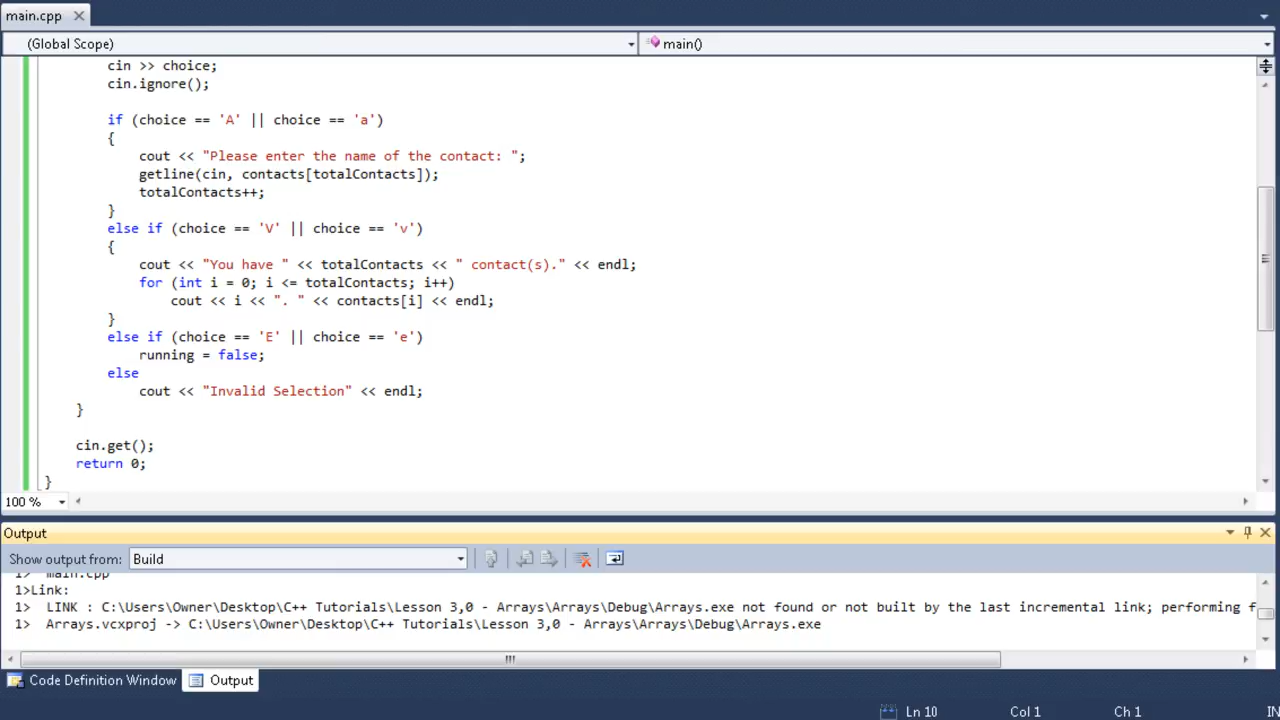 main.cpp
(Global Scope)
main()
cin >> choice;
cin.ignore();
if (choice == 'A' || choice == 'a')
{
cout << "Please enter the name of the contact: ";
getline(cin, contacts[totalContacts]);
totalContacts++;
}
else if (choice == 'V' || choice == 'v')
{
cout << "You have " << totalContacts << " contact(s)." << endl;
for (int i = 0; i <= totalContacts; i++)
cout << i << ". " << contacts[i] << endl;
}
else if (choice == 'E' || choice == 'e')
running = false;
else
cout << "Invalid Selection" << endl;
}
cin.get();
return 0;
}
100 %
Output
Show output from: Build
1> main.cpp
1>Link:
1> LINK : C:\Users\Owner\Desktop\C++ Tutorials\Lesson 3,0 - Arrays\Arrays\Debug\Arrays.exe not found or not built by the last incremental link; performing f
1> Arrays.vcxproj -> C:\Users\Owner\Desktop\C++ Tutorials\Lesson 3,0 - Arrays\Arrays\Debug\Arrays.exe
Code Definition Window Output
Ln 10 Col 1 Ch 1 IN